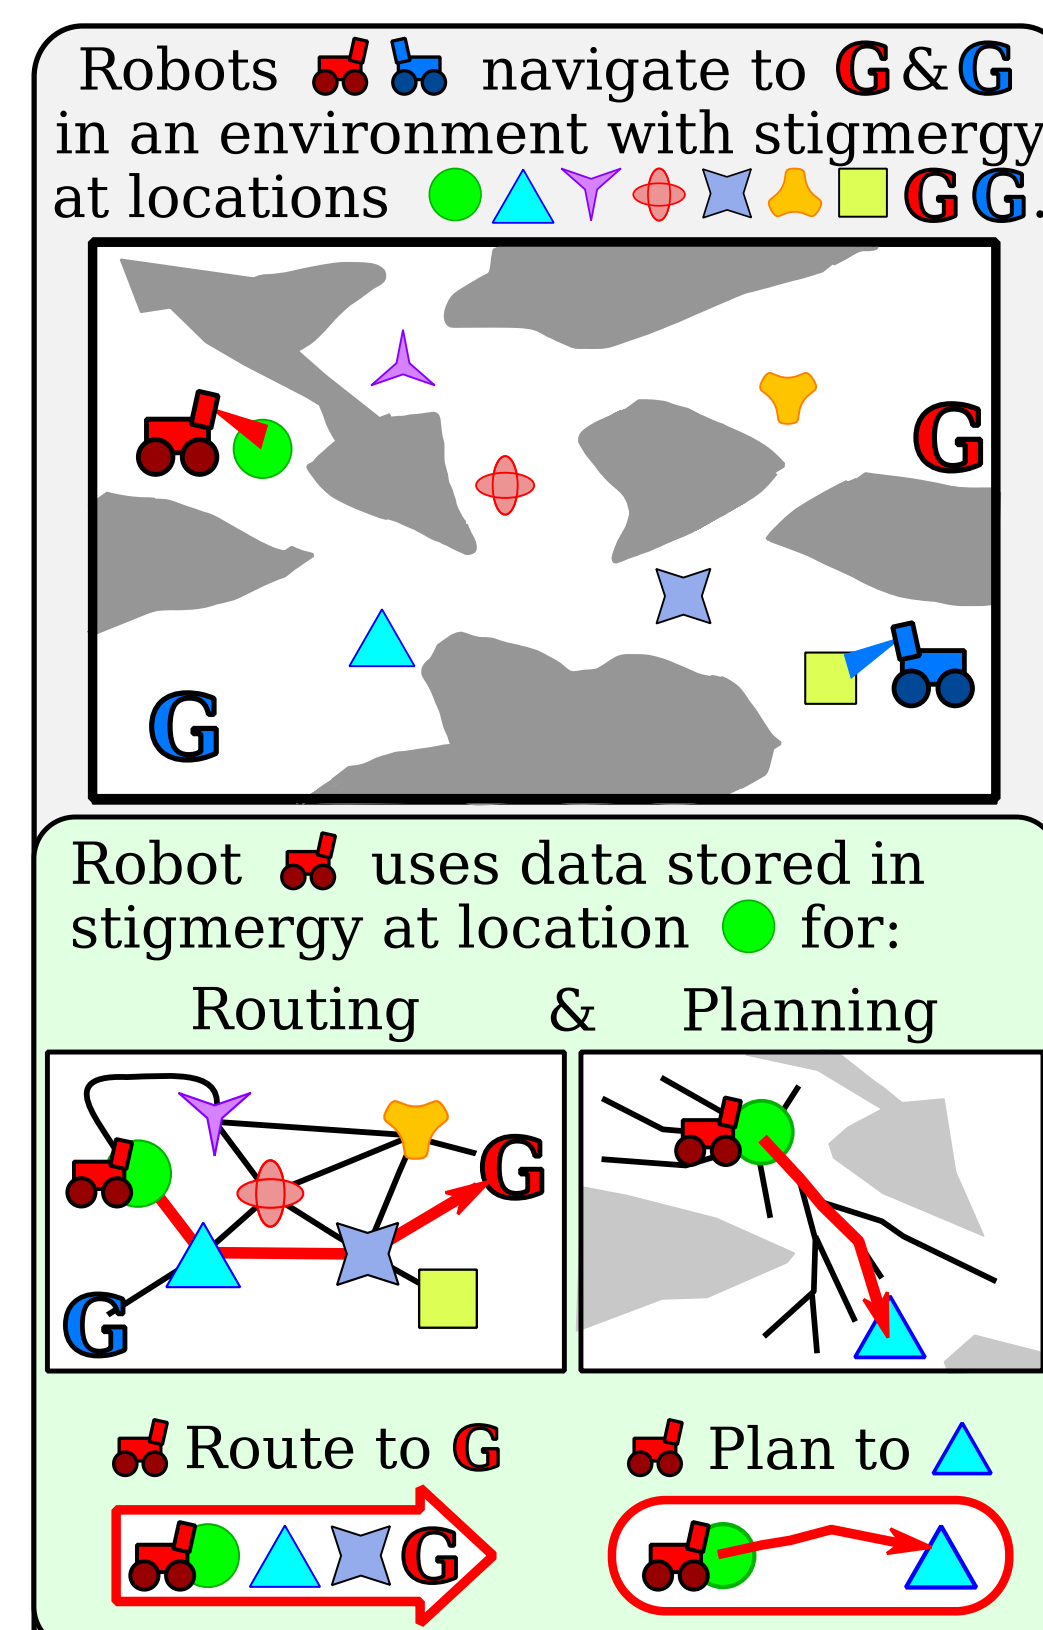 Robots navigate to G & G
in an environment with stigmergy
at locations G G.
G
G
Robot uses data stored in
stigmergy at location for:
Routing & Planning
G
G
Route to G
Plan to
G